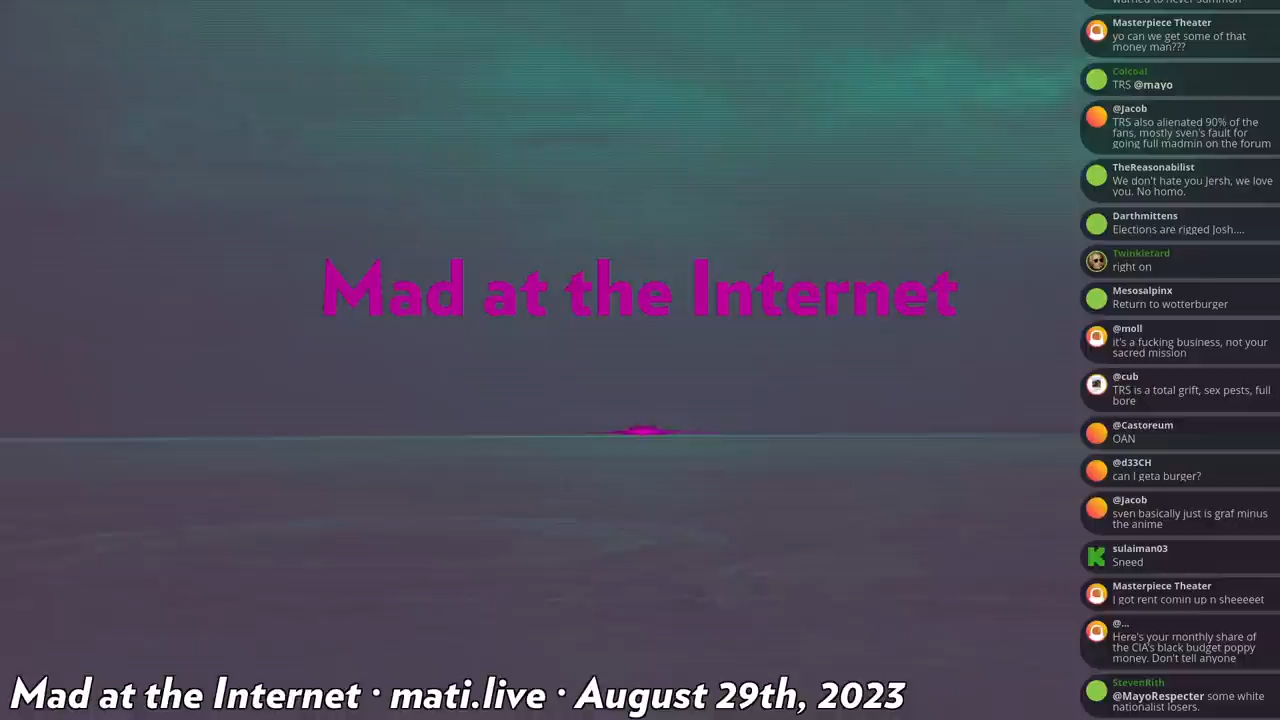 warned to never summon
Masterpiece Theater
yo can we get some of that
money man???
Colcoal
TRS @mayo
@Jacob
TRS also alienated 90% of the
fans, mostly sven's fault for
going full madmin on the forum
TheReasonabilist
We don't hate you Jersh, we love
you. No homo.
Darthmittens
Elections are rigged Josh....
Twinkletard
right on
Mesosalpinx
Return to wotterburger
@moll
it's a fucking business, not your
sacred mission
@cub
TRS is a total grift, sex pests, full
bore
@Castoreum
OAN
@d33CH
can I geta burger?
@Jacob
sven basically just is graf minus
the anime
sulaiman03
Sneed
Masterpiece Theater
I got rent comin up n sheeeeet
@...
Here's your monthly share of
the CIA's black budget poppy
money. Don't tell anyone
StevenRith
@MayoRespecter some white
nationalist losers.
Mad at the Internet
Mad at the Internet · mati.live · August 29th, 2023